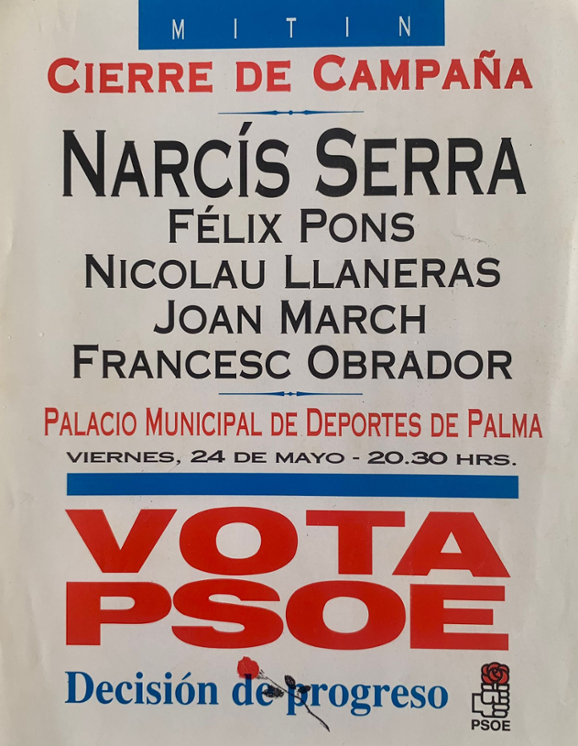 MITIN
CIERRE DE CAMPAÑA
NARCÍS SERRA
FÉLIX PONS
NICOLAU LLANERAS
JOAN MARCH
FRANCESC OBRADOR
PALACIO MUNICIPAL DE DEPORTES DE PALMA
VIERNES, 24 DE MAYO - 20.30 HRS.
VOTA
PSOE
Decisión de progreso
PSOE